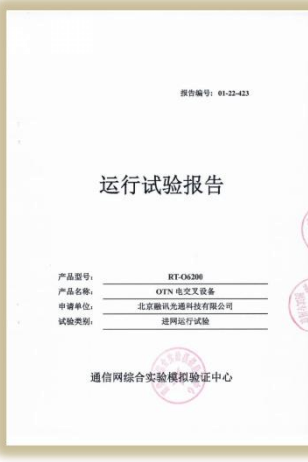 报告编号：01-22-423
运行试验报告
产品型号： RT-O6200
产品名称： OTN 电交叉设备
申请单位： 北京融讯光通科技有限公司
试验类别： 进网运行试验
通信网综合实验模拟验证中心